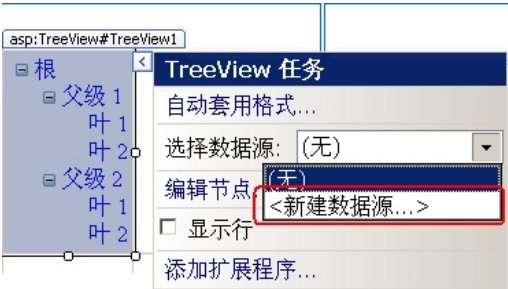 asp:TreeView#TreeView1
根
父级 1
叶 1
叶 2
父级 2
叶 1
叶 2
TreeView 任务
自动套用格式...
选择数据源: (无)
(无)
编辑节点
<新建数据源...>
显示行
添加扩展程序...